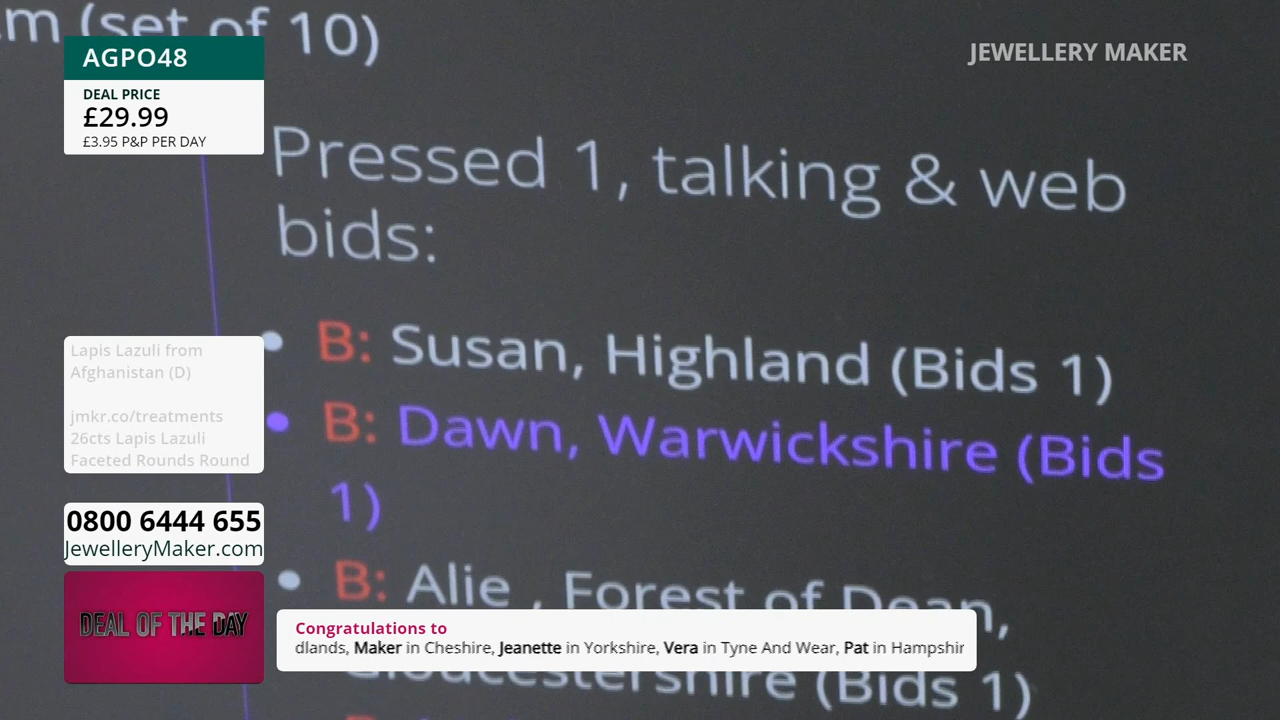 .m (set of 10)
AGPO48
JEWELLERY MAKER
DEAL PRICE
£29.99
£3.95 P&P PER DAY
Pressed 1, talking & web
bids:
B: Susan, Highland (Bids 1)
B: Dawn, Warwickshire (Bids
1)
B: Alie , Forest of Dean,
Gloucestershire (Bids 1)
Lapis Lazuli from
Afghanistan (D)
jmkr.co/treatments
26cts Lapis Lazuli
Faceted Rounds Round
0800 6444 655
JewelleryMaker.com
DEAL OF THE DAY
Congratulations to
dlands, Maker in Cheshire, Jeanette in Yorkshire, Vera in Tyne And Wear, Pat in Hampshir